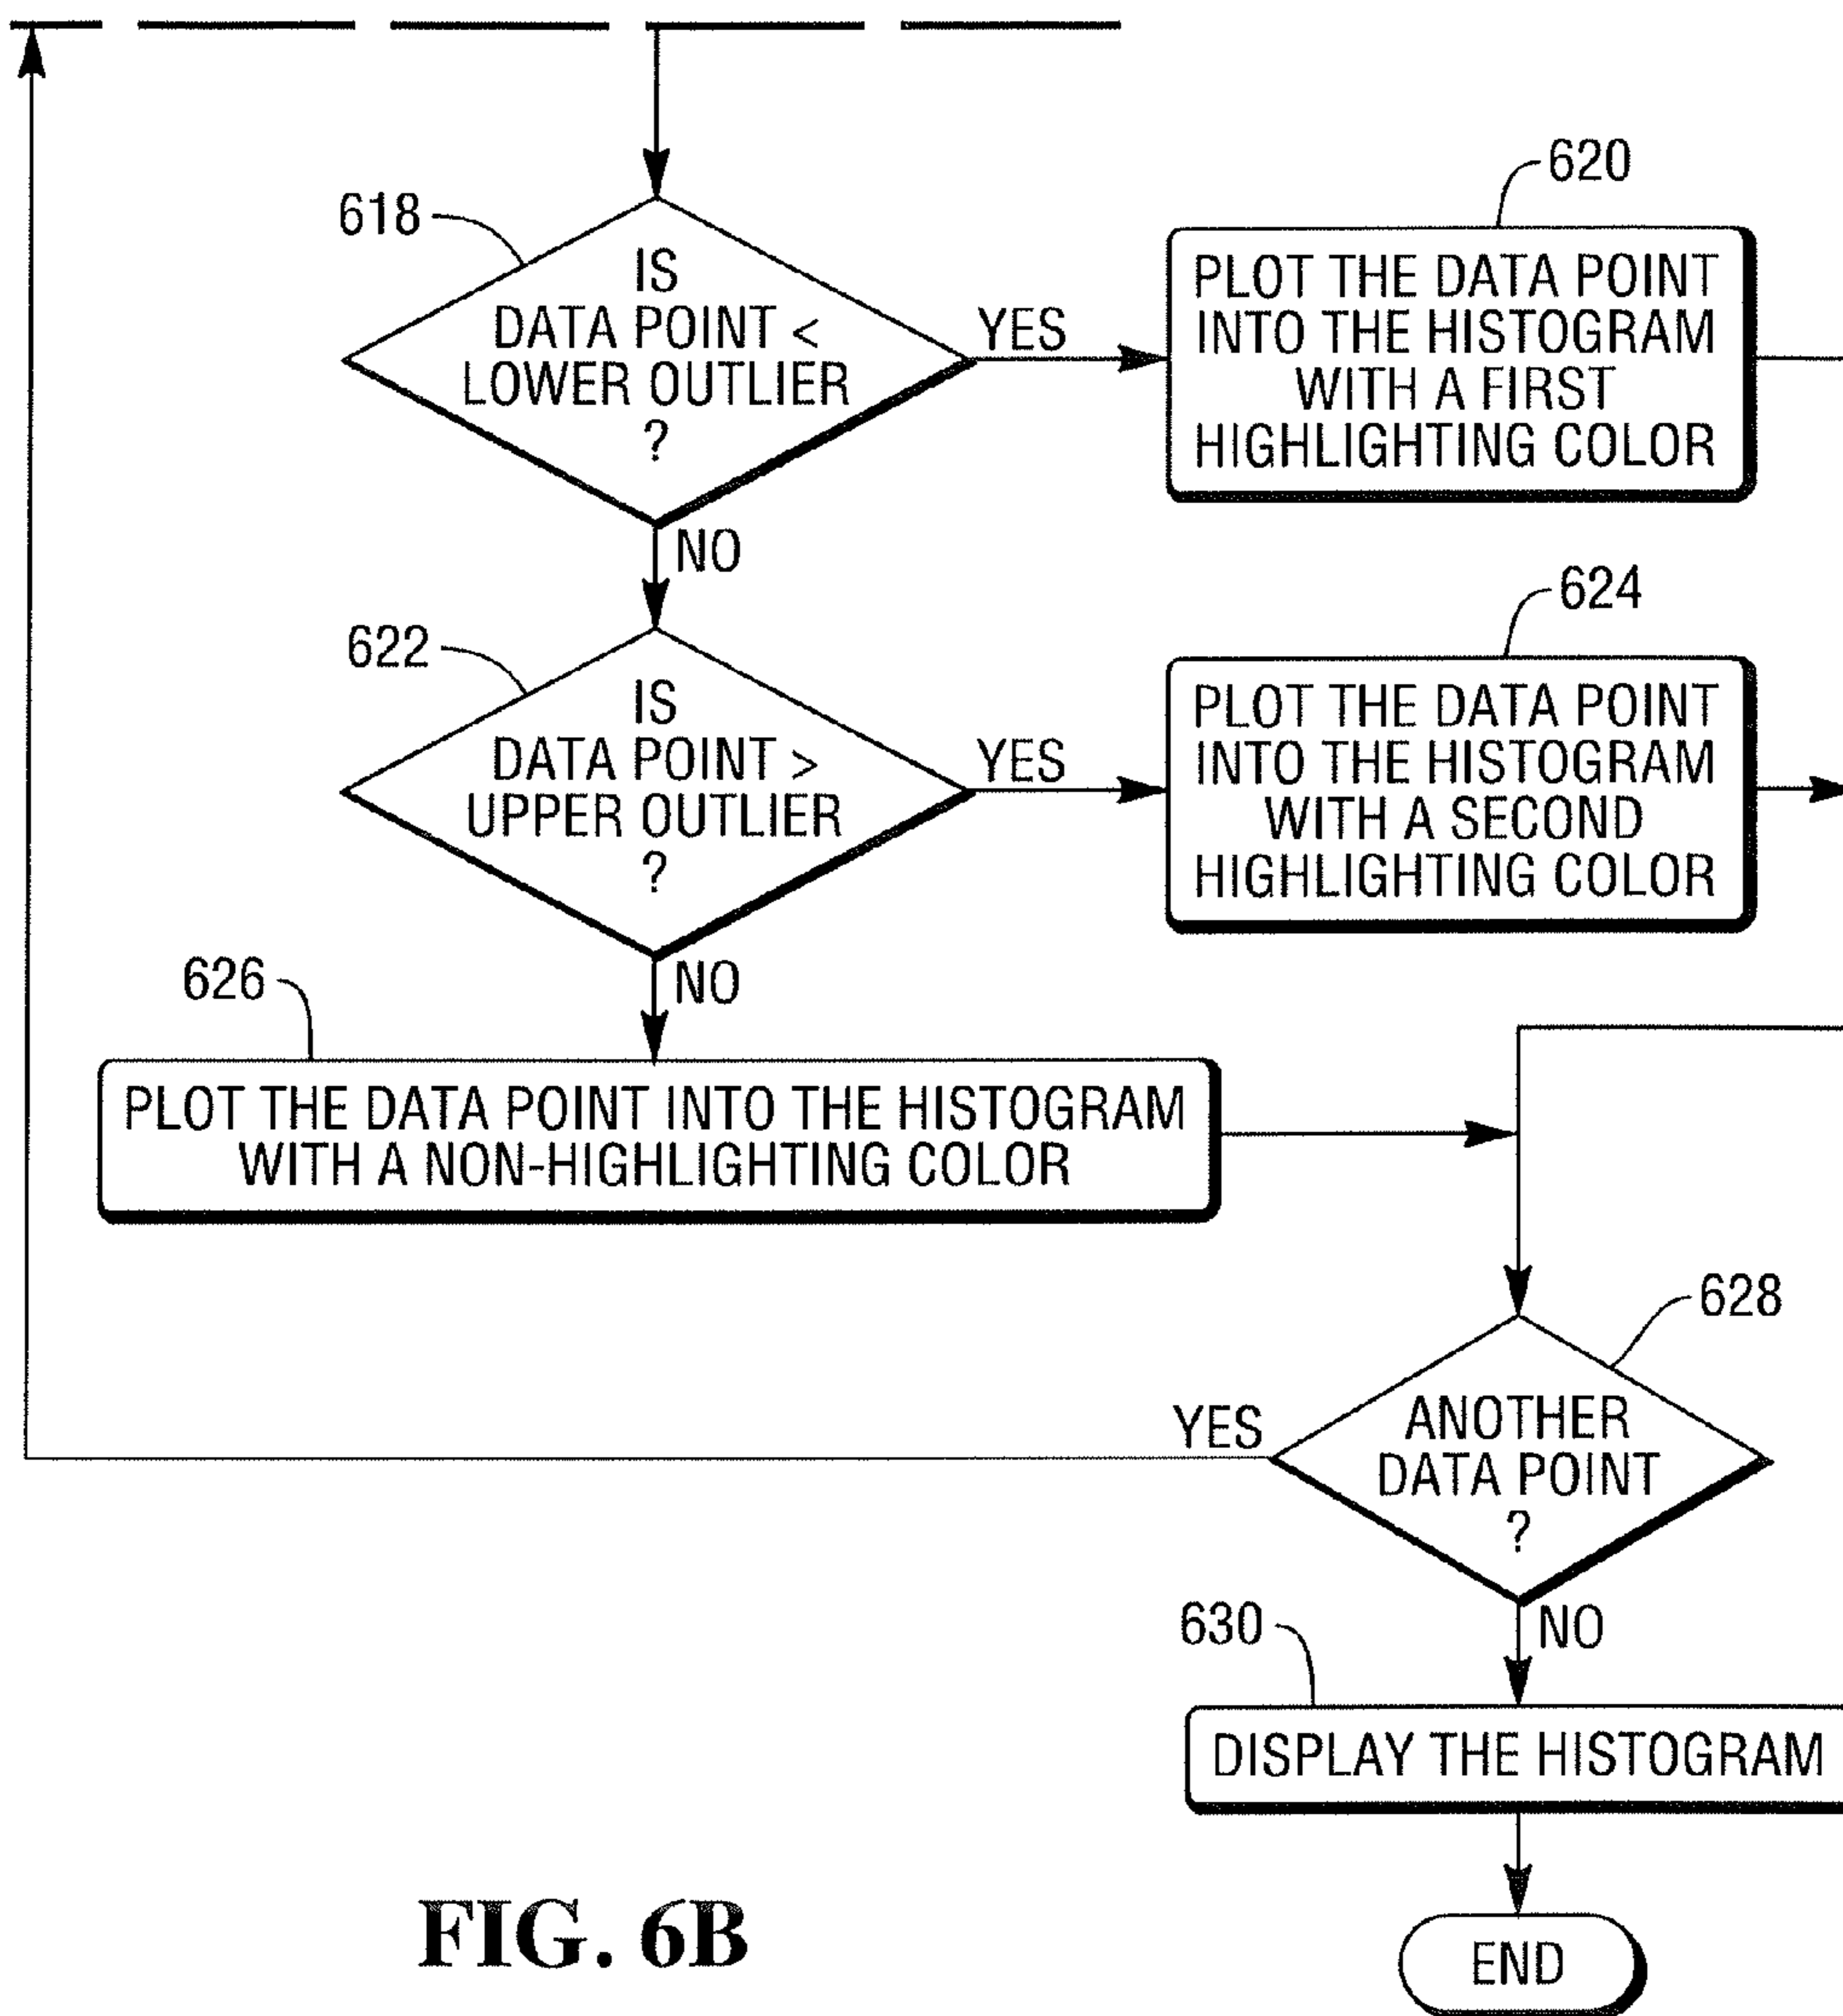 618
IS
DATA POINT <
LOWER OUTLIER
?
YES
NO
620
PLOT THE DATA POINT
INTO THE HISTOGRAM
WITH A FIRST
HIGHLIGHTING COLOR
622
IS
DATA POINT >
UPPER OUTLIER
?
YES
NO
624
PLOT THE DATA POINT
INTO THE HISTOGRAM
WITH A SECOND
HIGHLIGHTING COLOR
626
PLOT THE DATA POINT INTO THE HISTOGRAM
WITH A NON-HIGHLIGHTING COLOR
628
ANOTHER
DATA POINT
?
YES
NO
630
DISPLAY THE HISTOGRAM
END
FIG. 6B